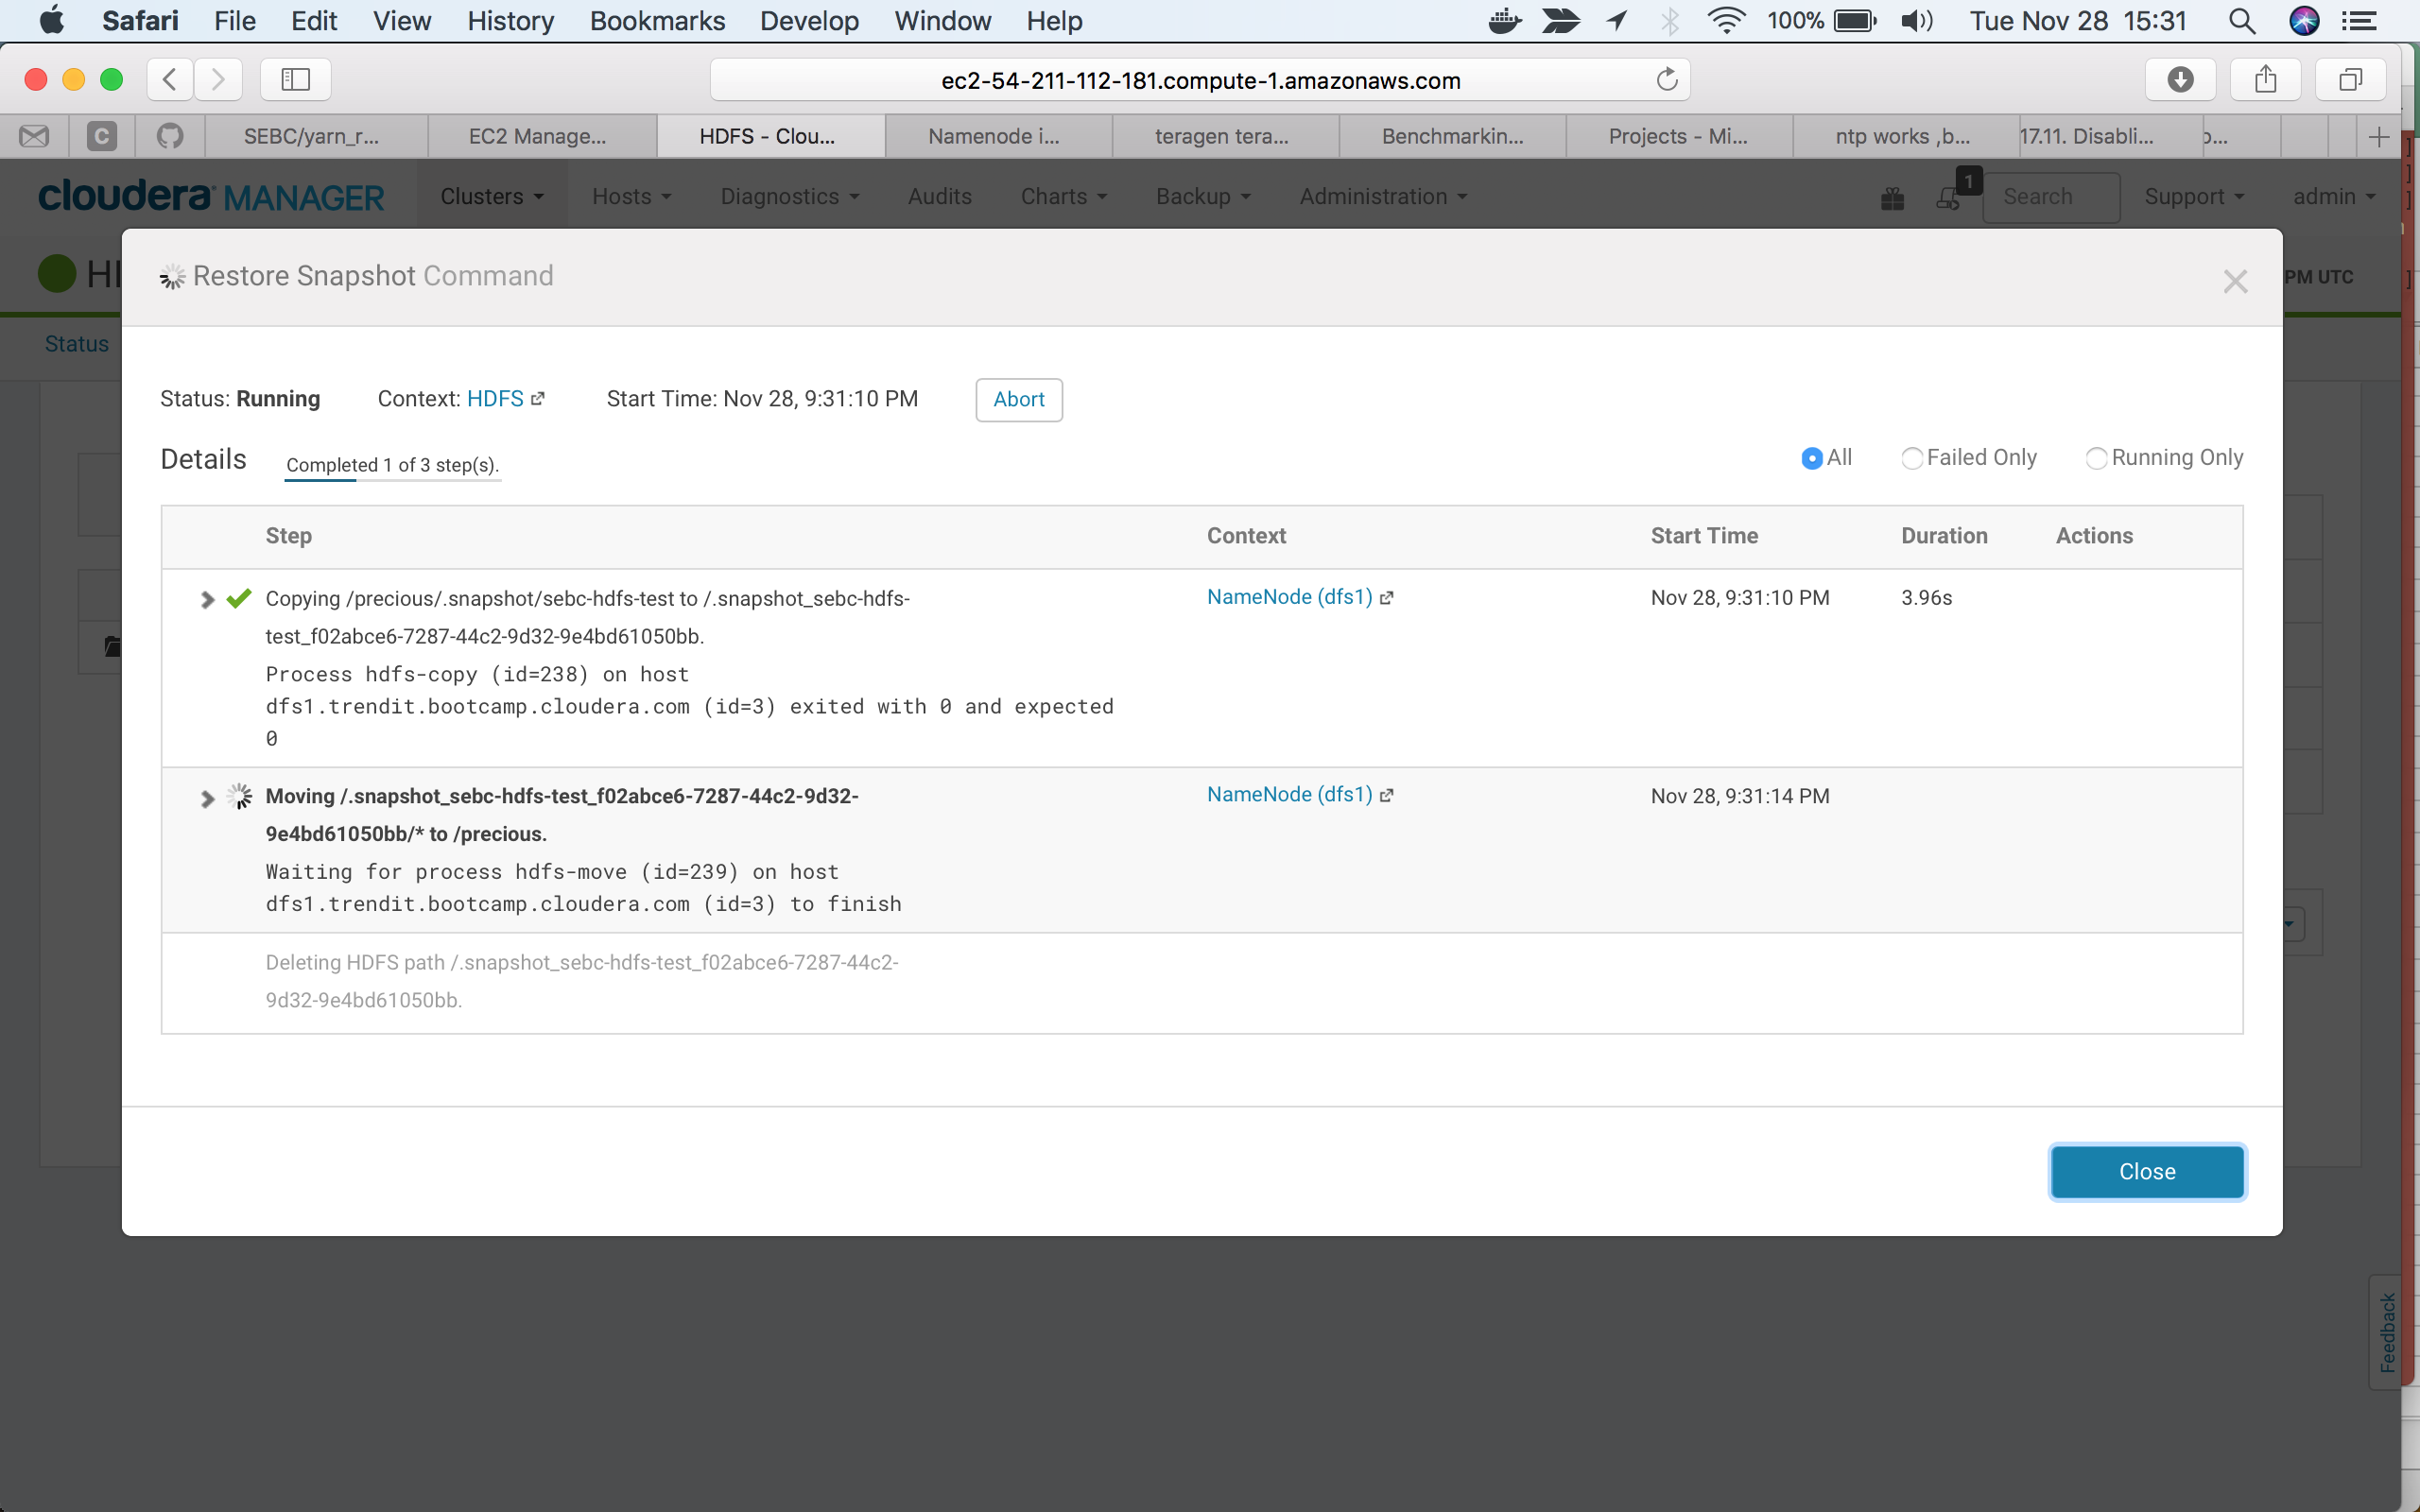 Safari File Edit View History Bookmarks Develop Window Help 100% Tue Nov 28 15:31
ec2-54-211-112-181.compute-1.amazonaws.com
C SEBC/yarn_r... EC2 Manage... HDFS - Clou... Namenode i... teragen tera... Benchmarkin... Projects - Mi... ntp works ,b... 17.11. Disabli...
cloudera MANAGER Clusters Hosts Diagnostics Audits Charts Backup Administration 1 Search Support admin
Restore Snapshot Command
PM UTC
Status
Status: Running Context: HDFS Start Time: Nov 28, 9:31:10 PM Abort
Details Completed 1 of 3 step(s). All Failed Only Running Only
Step Context Start Time Duration Actions
Copying /precious/.snapshot/sebc-hdfs-test to /.snapshot_sebc-hdfs- NameNode (dfs1) Nov 28, 9:31:10 PM 3.96s
test_f02abce6-7287-44c2-9d32-9e4bd61050bb.
Process hdfs-copy (id=238) on host
dfs1.trendit.bootcamp.cloudera.com (id=3) exited with 0 and expected
0
Moving /.snapshot_sebc-hdfs-test_f02abce6-7287-44c2-9d32- NameNode (dfs1) Nov 28, 9:31:14 PM
9e4bd61050bb/* to /precious.
Waiting for process hdfs-move (id=239) on host
dfs1.trendit.bootcamp.cloudera.com (id=3) to finish
Deleting HDFS path /.snapshot_sebc-hdfs-test_f02abce6-7287-44c2-
9d32-9e4bd61050bb.
Close
Feedback